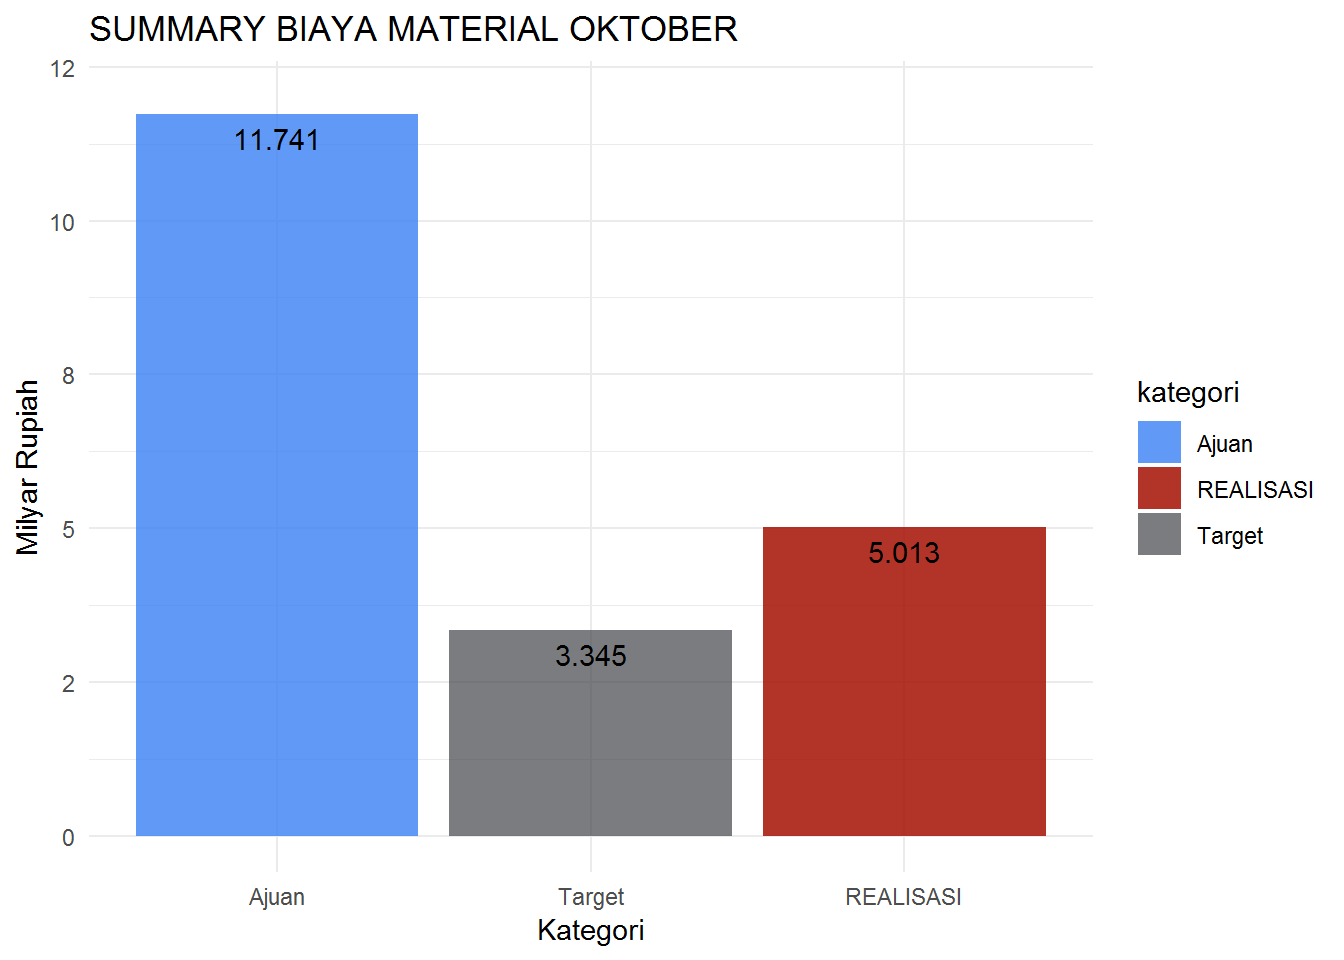 SUMMARY BIAYA MATERIAL OKTOBER
12
10
8
5
2
0
Milyar Rupiah
11.741
3.345
5.013
Ajuan
Target
REALISASI
Kategori
kategori
Ajuan
REALISASI
Target